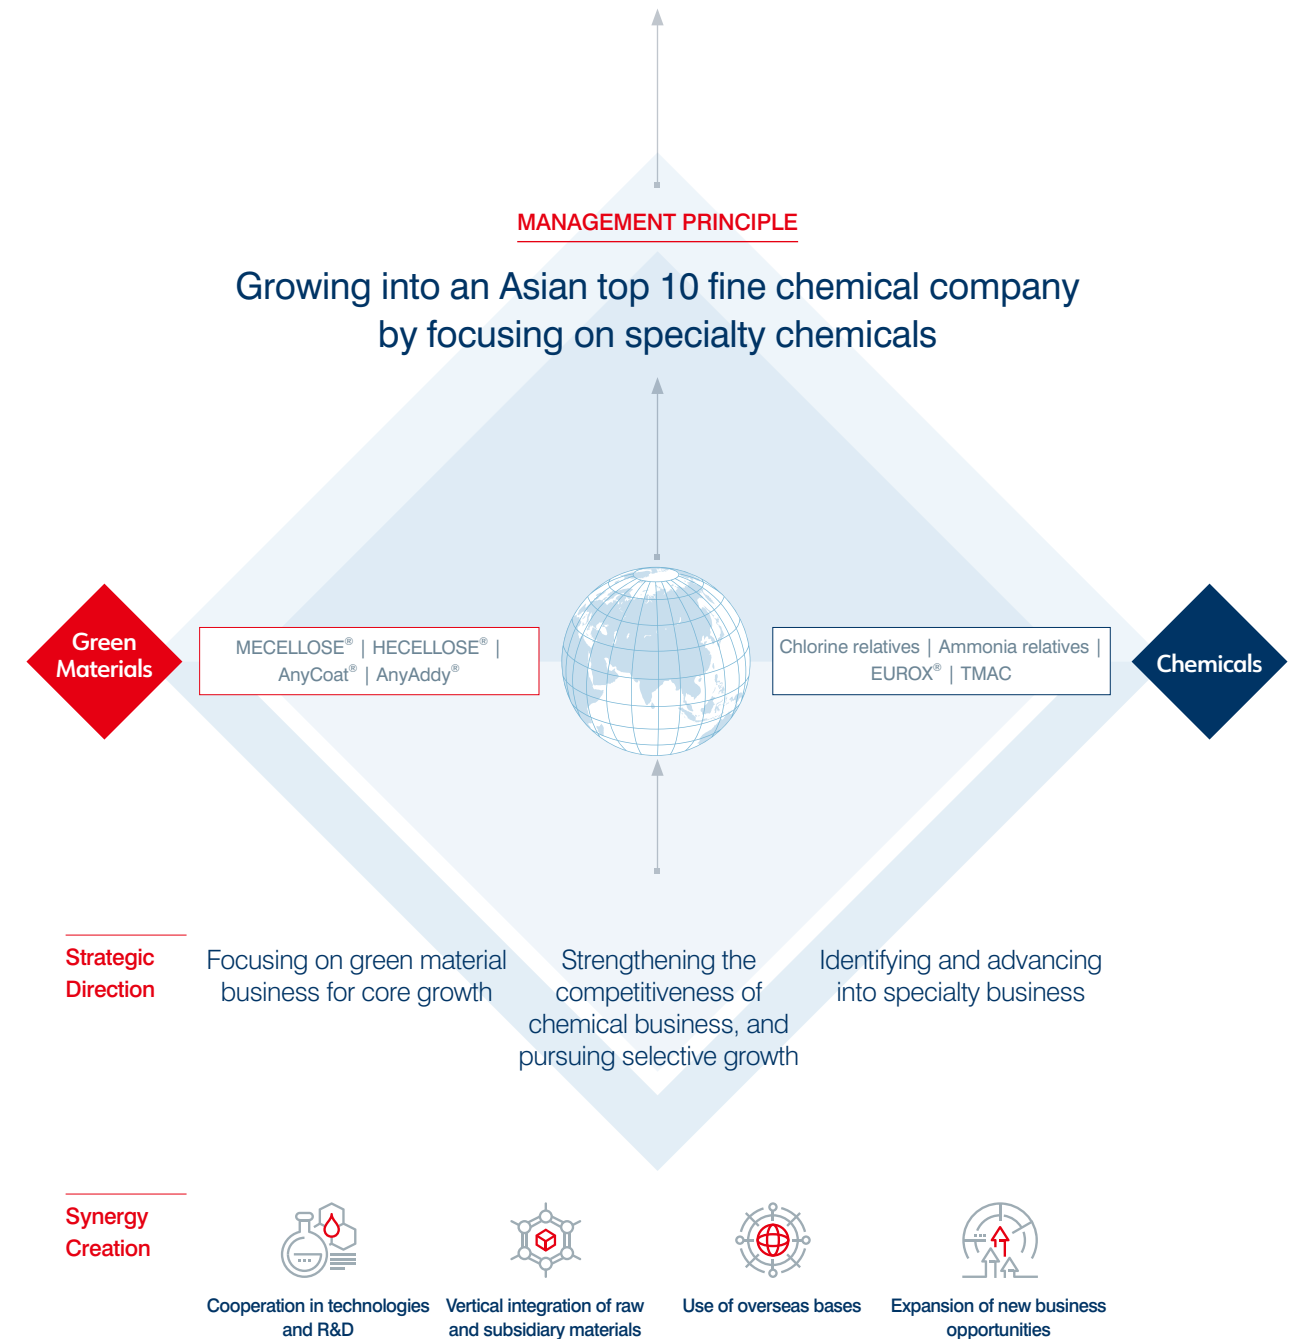 MANAGEMENT PRINCIPLE
Growing into an Asian top 10 fine chemical company
by focusing on specialty chemicals
Green
Materials
MECELLOSE® | HECELLOSE® |
AnyCoat® | AnyAddy®
Chlorine relatives | Ammonia relatives |
EUROX® | TMAC
Chemicals
Strategic
Direction
Focusing on green material
business for core growth
Strengthening the
competitiveness of
chemical business, and
pursuing selective growth
Identifying and advancing
into specialty business
Synergy
Creation
Cooperation in technologies
and R&D
Vertical integration of raw
and subsidiary materials
Use of overseas bases
Expansion of new business
opportunities